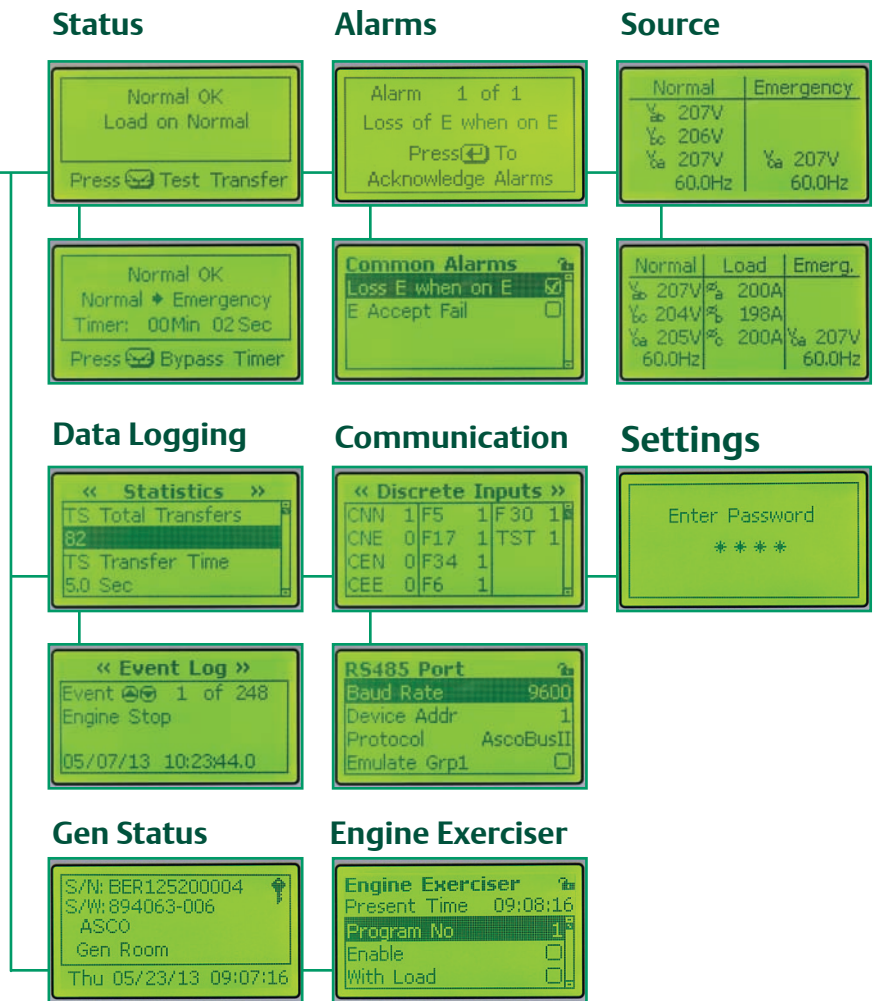 Status
Normal OK
Load on Normal
Press Test Transfer
Normal OK
Normal ➧ Emergency
Timer: 00Min 02Sec
Press Bypass Timer
Alarms
Alarm 1 of 1
Loss of E when on E
Press To
Acknowledge Alarms
Common Alarms
Loss E when on E ☑
E Accept Fail ☐
Source
Normal Emergency
Vab 207V
Vbc 206V
Vca 207V Vca 207V
60.0Hz 60.0Hz
Normal Load Emerg.
Vab 207V øa 200A
Vbc 204V øb 198A
Vca 205V øc 200A Vca 207V
60.0Hz 60.0Hz
Data Logging
« Statistics »
TS Total Transfers
82
TS Transfer Time
5.0 Sec
« Event Log »
Event 1 of 248
Engine Stop
05/07/13 10:23:44.0
Communication
« Discrete Inputs »
CNN 1 F5 1 F30 1
CNE 0 F17 1 TST 1
CEN 0 F34 1
CEE 0 F6 1
RS485 Port
Baud Rate 9600
Device Addr 1
Protocol AscoBusII
Emulate Grp1 ☐
Settings
Enter Password
* * * *
Gen Status
S/N: BER125200004
S/W: 894063-006
ASCO
Gen Room
Thu 05/23/13 09:07:16
Engine Exerciser
Engine Exerciser
Present Time 09:08:16
Program No 1
Enable ☐
With Load ☐